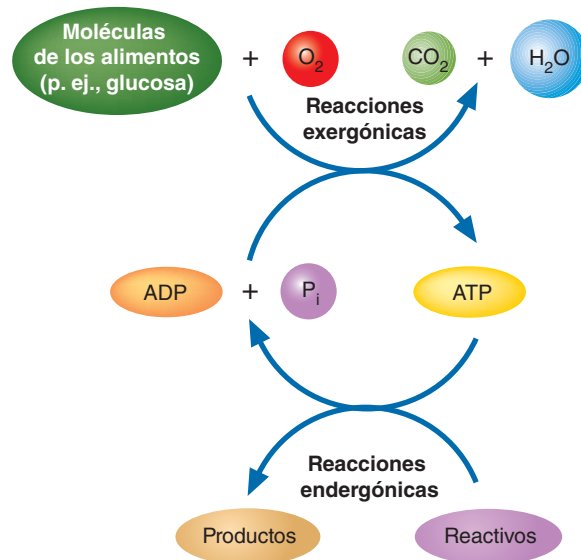 Moléculas
de los alimentos
(p. ej., glucosa)
+
O2
CO2
+
H2O
Reacciones
exergónicas
ADP
+
Pi
ATP
Reacciones
endergónicas
Productos
Reactivos